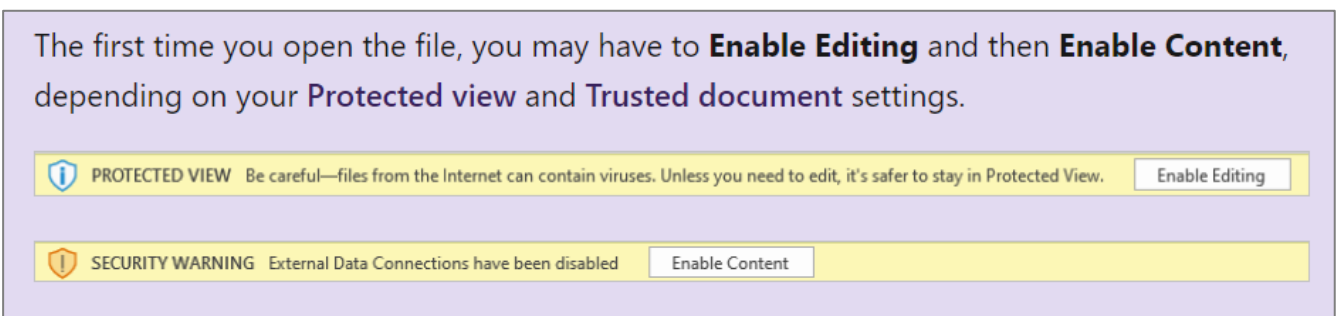 The first time you open the file, you may have to Enable Editing and then Enable Content,
depending on your Protected view and Trusted document settings.
PROTECTED VIEW Be careful—files from the Internet can contain viruses. Unless you need to edit, it's safer to stay in Protected View. Enable Editing
SECURITY WARNING External Data Connections have been disabled Enable Content